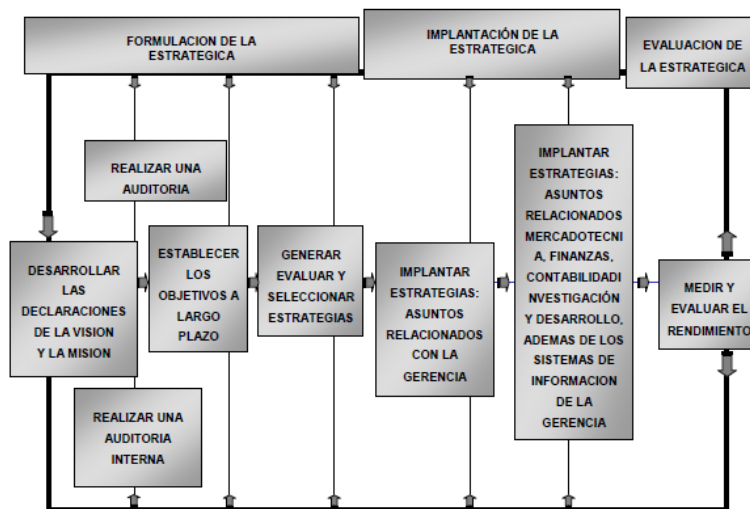 FORMULACION DE LA
ESTRATEGICA
IMPLANTACIÓN DE LA
ESTRATEGICA
EVALUACION DE
LA ESTRATEGICA
REALIZAR UNA
AUDITORIA
DESARROLLAR
LAS
DECLARACIONES
DE LA VISION
Y LA MISION
REALIZAR UNA
AUDITORIA
INTERNA
ESTABLECER
LOS
OBJETIVOS A
LARGO
PLAZO
GENERAR
EVALUAR Y
SELECCIONAR
ESTRATEGIAS
IMPLANTAR
ESTRATEGIAS:
ASUNTOS
RELACIONADOS
CON LA
GERENCIA
IMPLANTAR
ESTRATEGIAS:
ASUNTOS
RELACIONADOS
MERCADOTECNI
A, FINANZAS,
CONTABILIDADI
NVESTIGACIÓN
Y DESARROLLO,
ADEMAS DE LOS
SISTEMAS DE
INFORMACION
DE LA
GERENCIA
MEDIR Y
EVALUAR EL
RENDIMIENTO